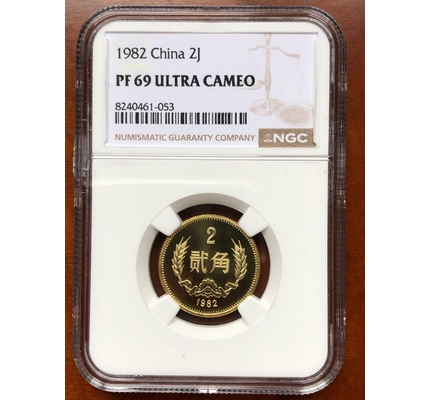 1982 China 2J
PF 69 ULTRA CAMEO
8240461-053
NUMISMATIC GUARANTY COMPANY
NGC
2
贰角
1982